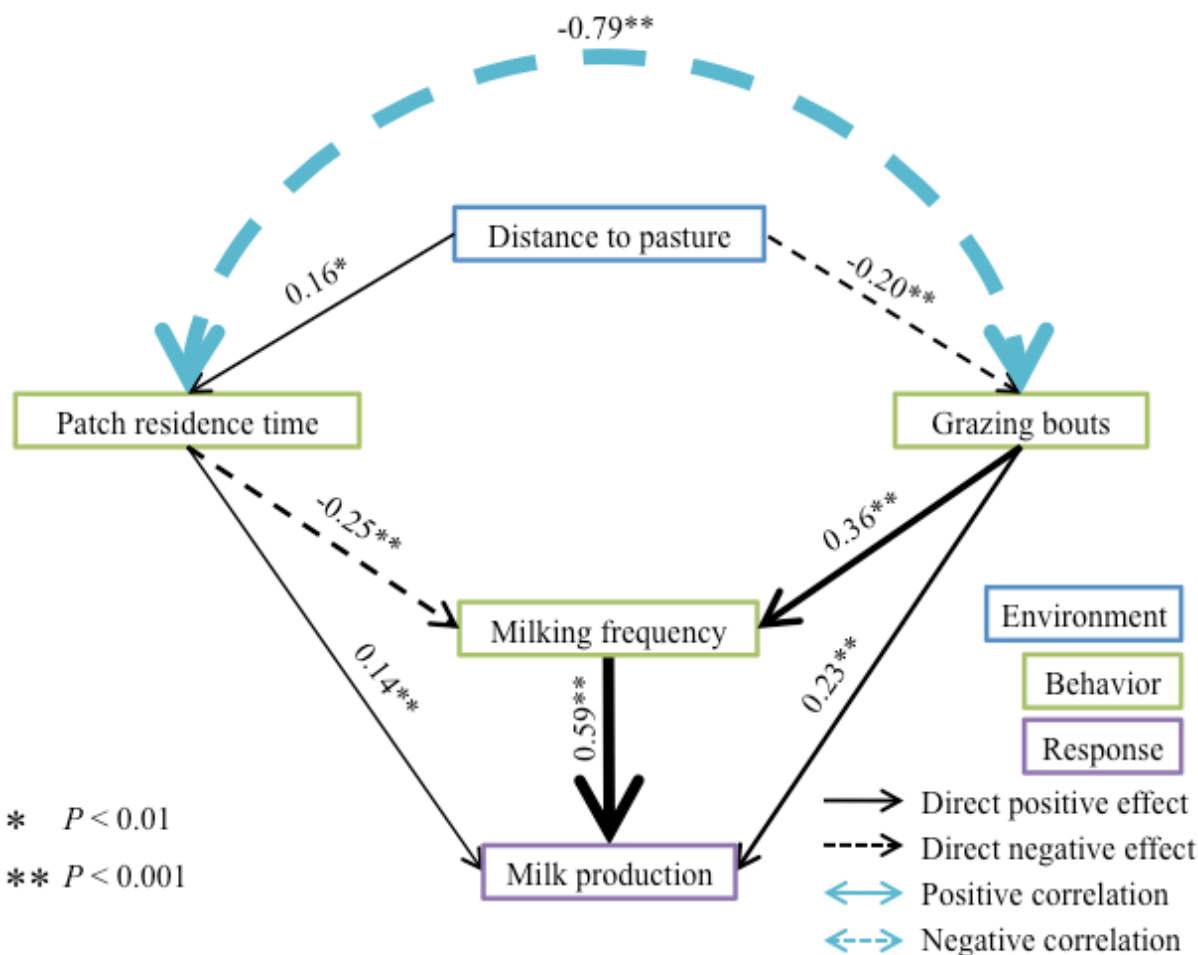 -0.79**
Distance to pasture
0.16*
-0.20**
Patch residence time
Grazing bouts
-0.25**
0.36**
Milking frequency
0.14**
0.59**
0.23**
Milk production
Environment
Behavior
Response
Direct positive effect
Direct negative effect
Positive correlation
Negative correlation
* P < 0.01
** P < 0.001